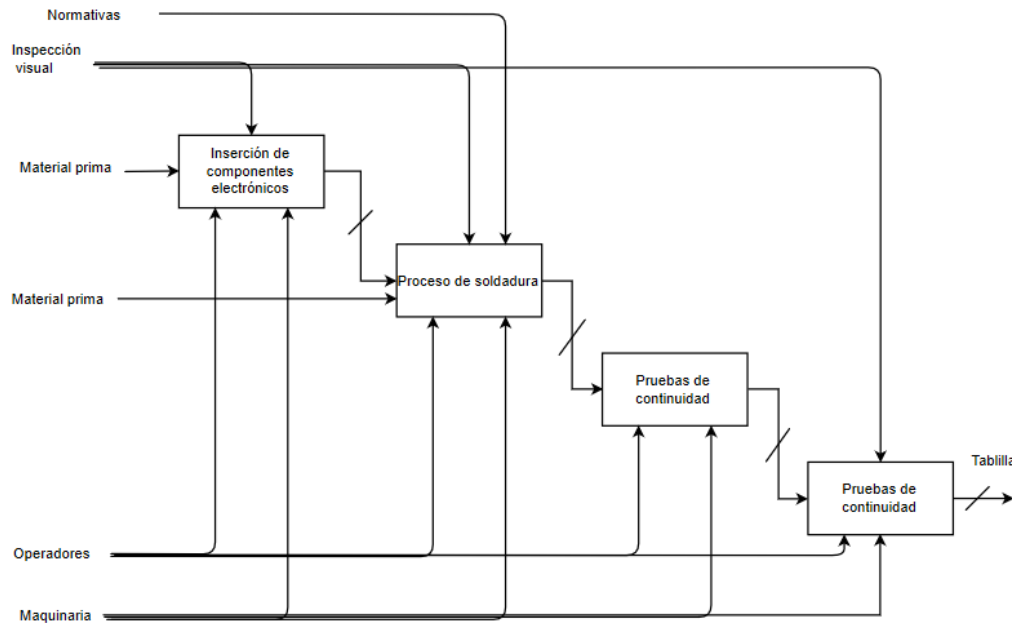 Normativas
Inspección
visual
Inserción de
componentes
electrónicos
Material prima
Proceso de soldadura
Material prima
Pruebas de
continuidad
Tablilla
Pruebas de
continuidad
Operadores
Maquinaria